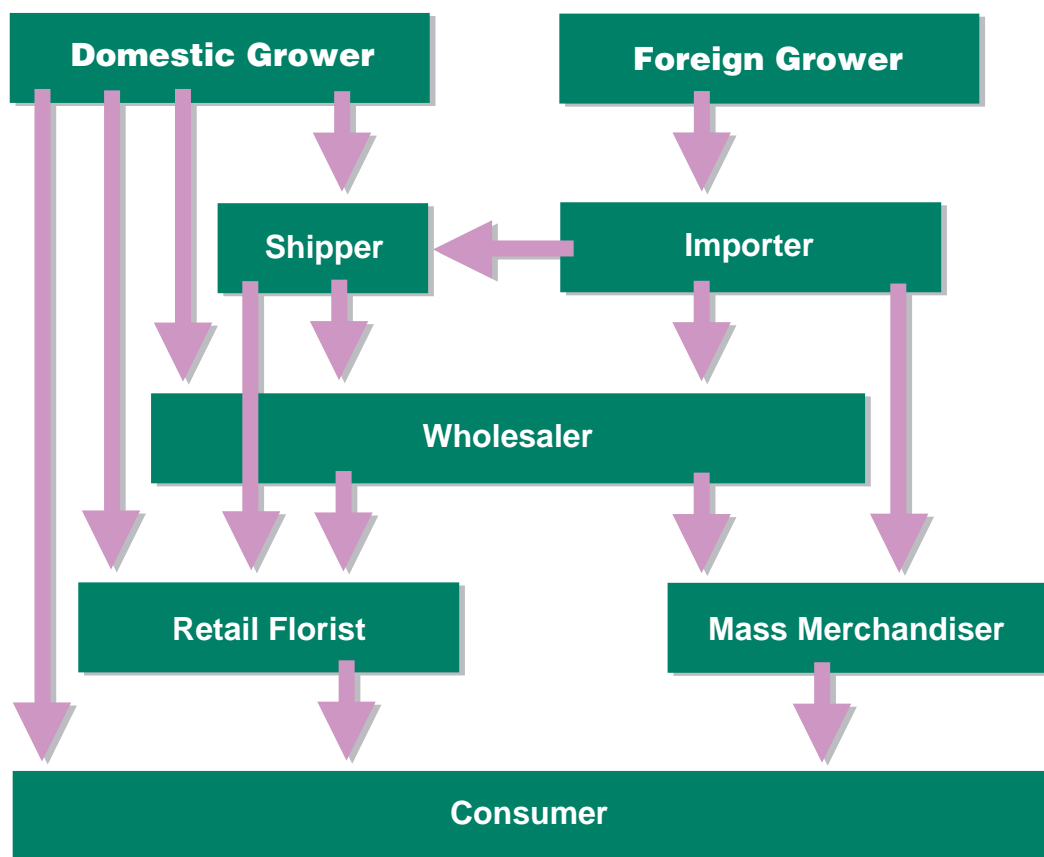 Domestic Grower
Foreign Grower
Shipper
Importer
Wholesaler
Retail Florist
Mass Merchandiser
Consumer